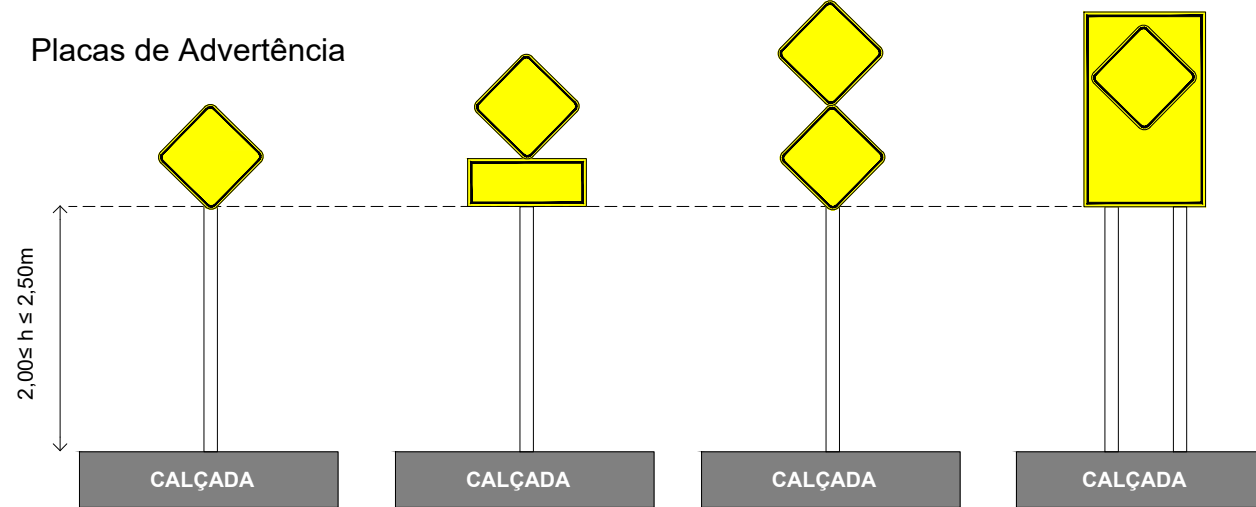 Placas de Advertência
2,00≤ h ≤ 2,50m
CALÇADA
CALÇADA
CALÇADA
CALÇADA